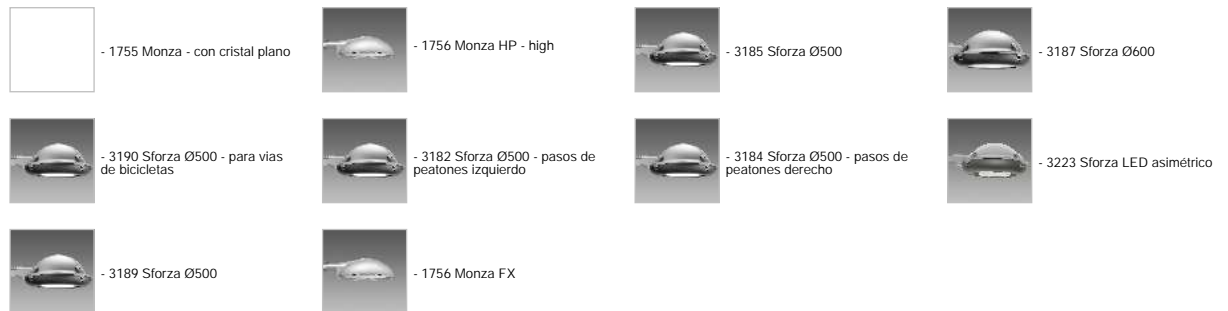 - 1755 Monza - con cristal plano
- 1756 Monza HP - high
- 3185 Sforza Ø500
- 3187 Sforza Ø600
- 3190 Sforza Ø500 - para vias
de bicicletas
- 3182 Sforza Ø500 - pasos de
peatones izquierdo
- 3184 Sforza Ø500 - pasos de
peatones derecho
- 3223 Sforza LED asimétrico
- 3189 Sforza Ø500
- 1756 Monza FX